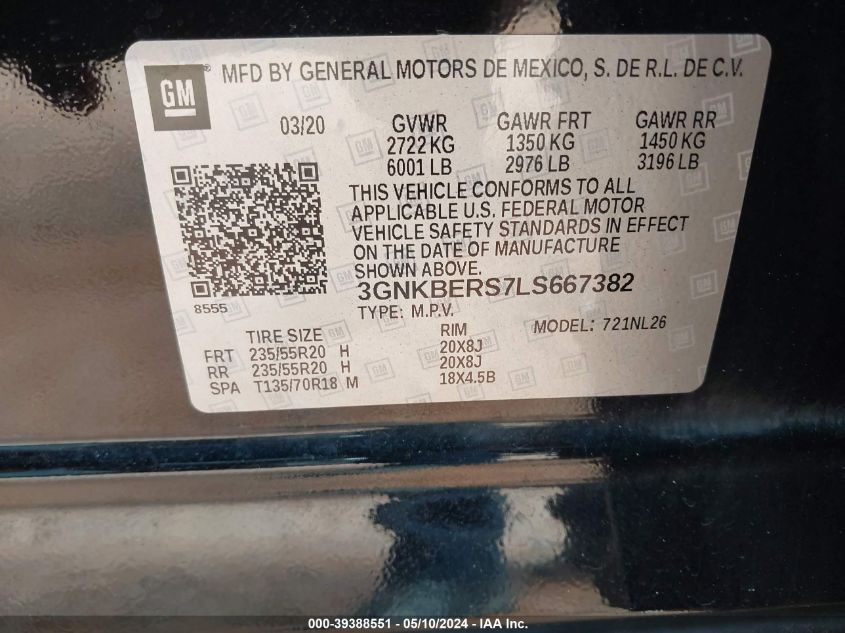 GM ® MFD BY GENERAL MOTORS DE MEXICO, S. DE R.L. DE C.V.
03/20 GVWR GAWR FRT GAWR RR
2722 KG 1350 KG 1450 KG
6001 LB 2976 LB 3196 LB
THIS VEHICLE CONFORMS TO ALL
APPLICABLE U.S. FEDERAL MOTOR
VEHICLE SAFETY STANDARDS IN EFFECT
ON THE DATE OF MANUFACTURE
SHOWN ABOVE.
3GNKBERS7LS667382
8555
TYPE: M.P.V. MODEL: 721NL26
TIRE SIZE RIM
FRT 235/55R20 H 20X8J
RR 235/55R20 H 20X8J
SPA T135/70R18 M 18X4.5B
000-39388551 - 05/10/2024 - IAA Inc.